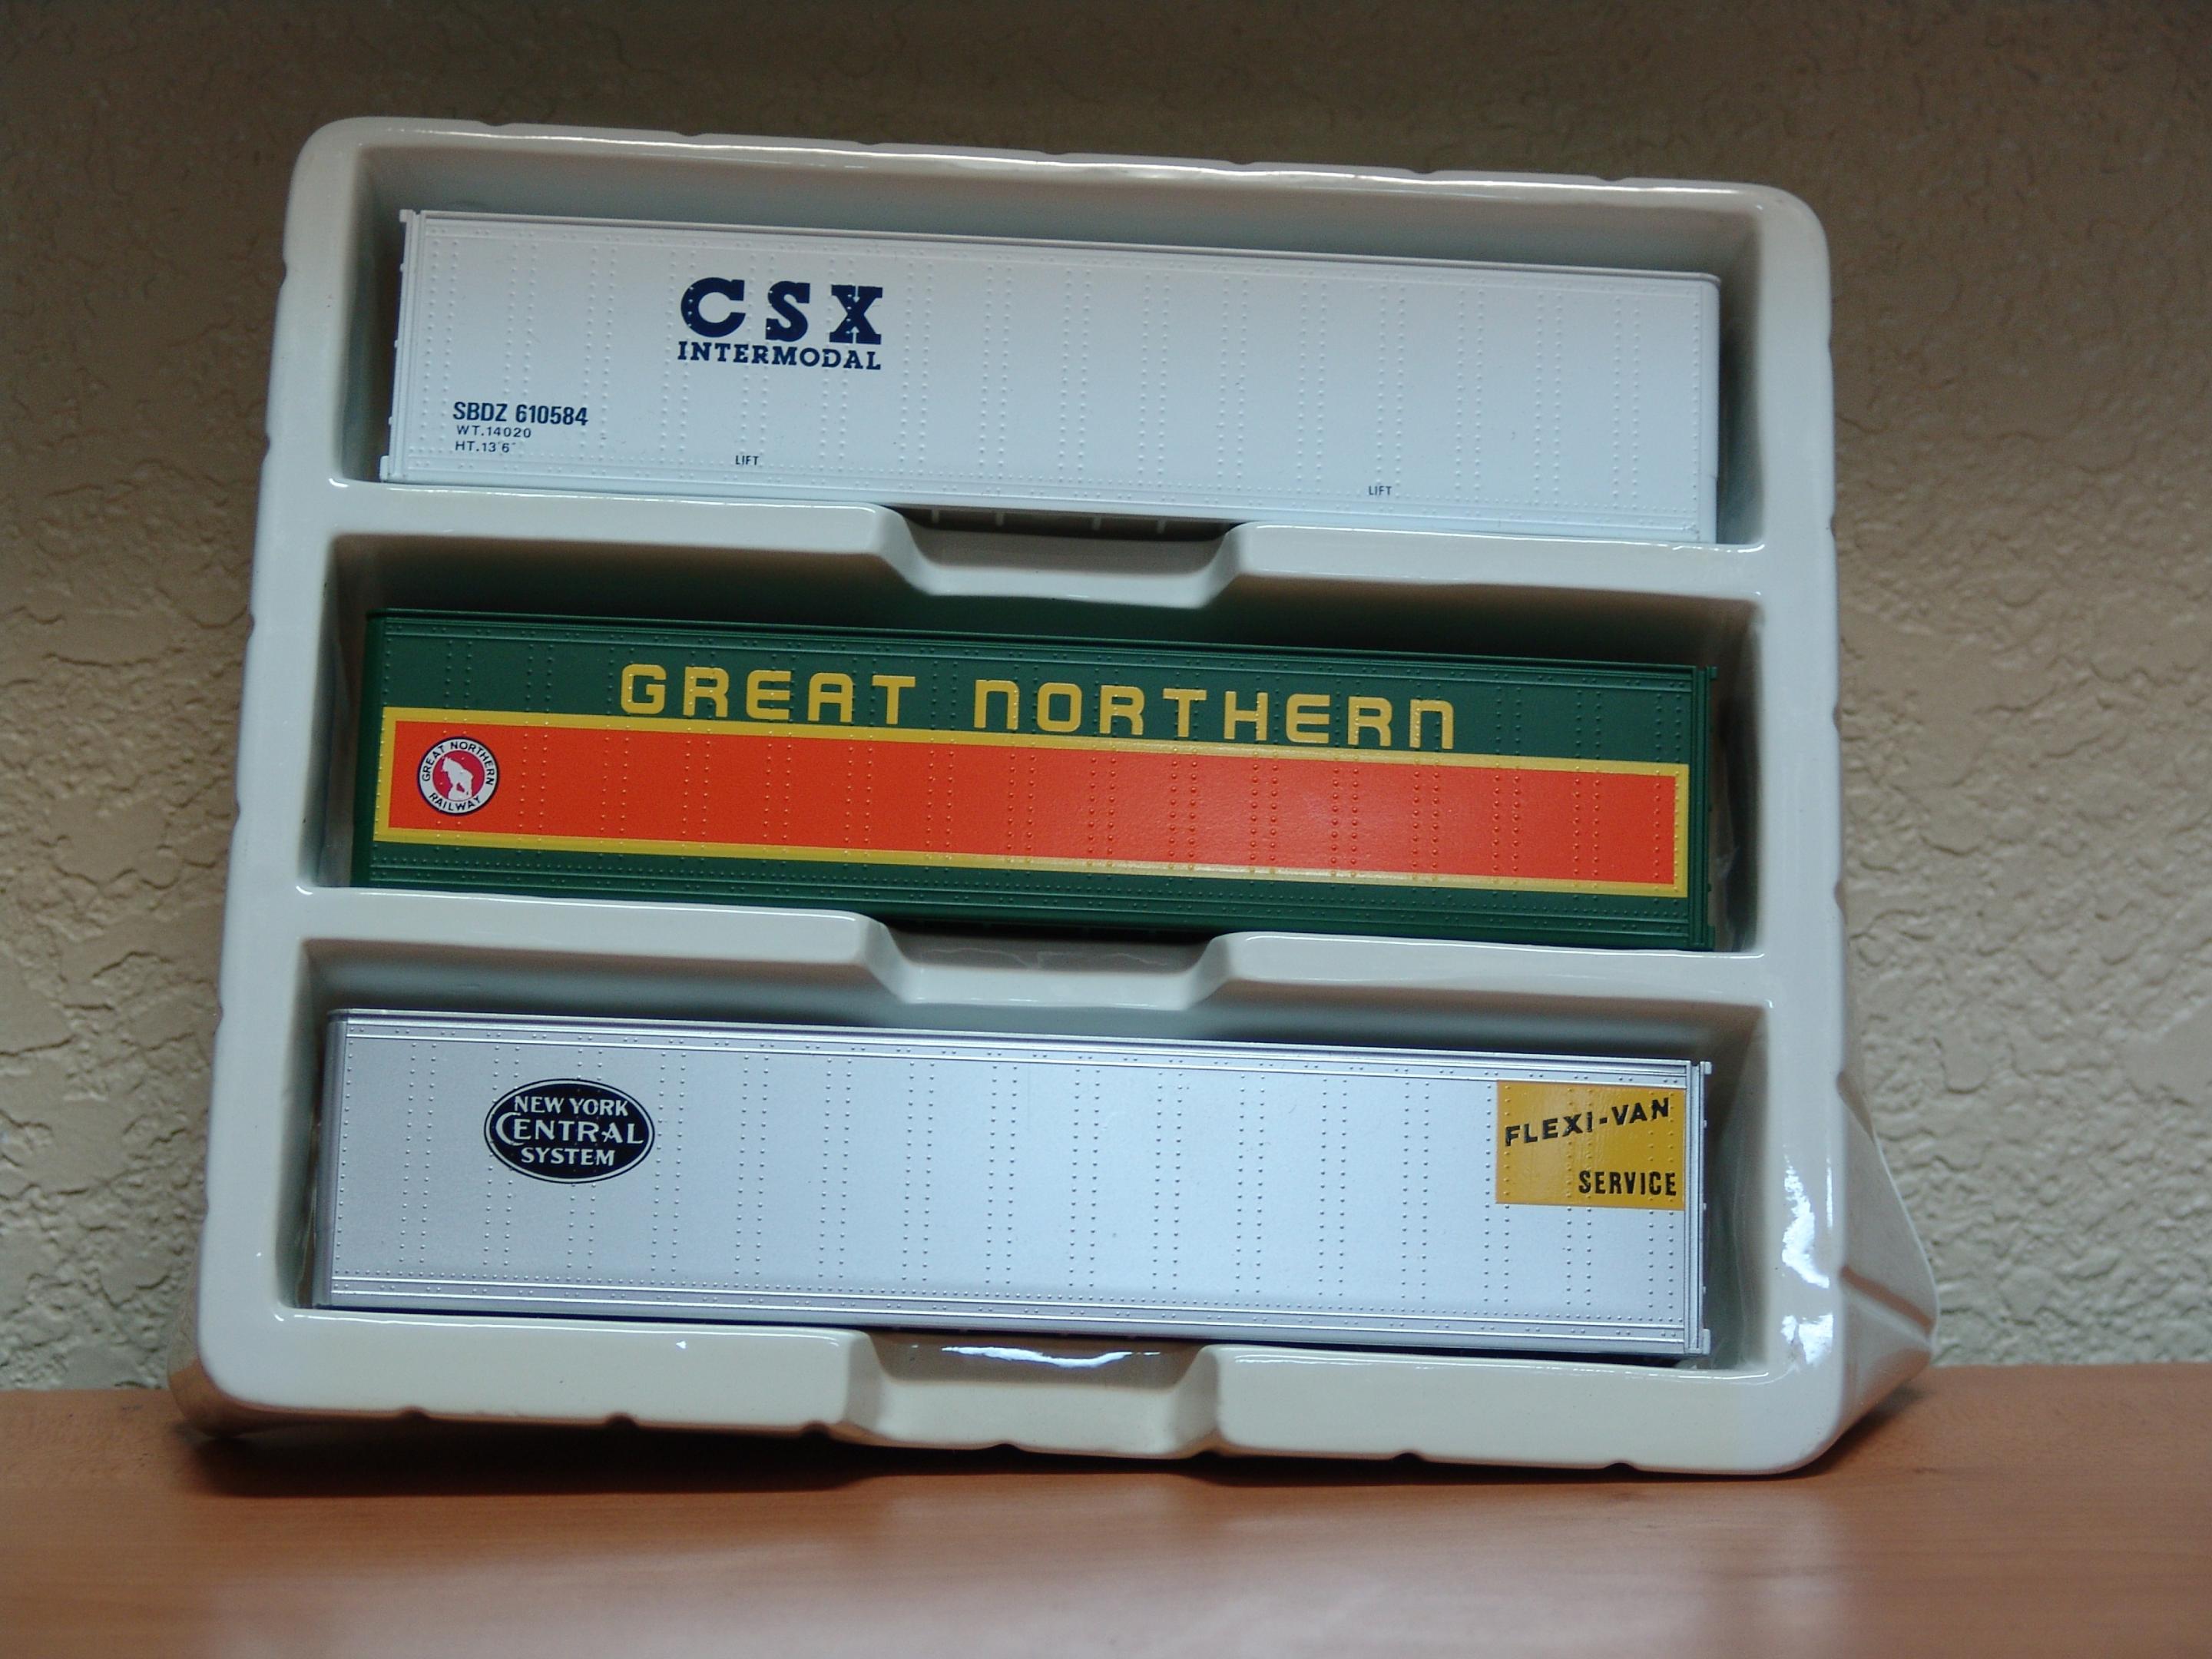 CSX
INTERMODAL
SBDZ 610584
WT.14020
HT.13'6"
LIFT
LIFT
GREAT NORTHERN
GREAT NORTHERN
RAILWAY
NEW YORK
CENTRAL
SYSTEM
FLEXI-VAN
SERVICE